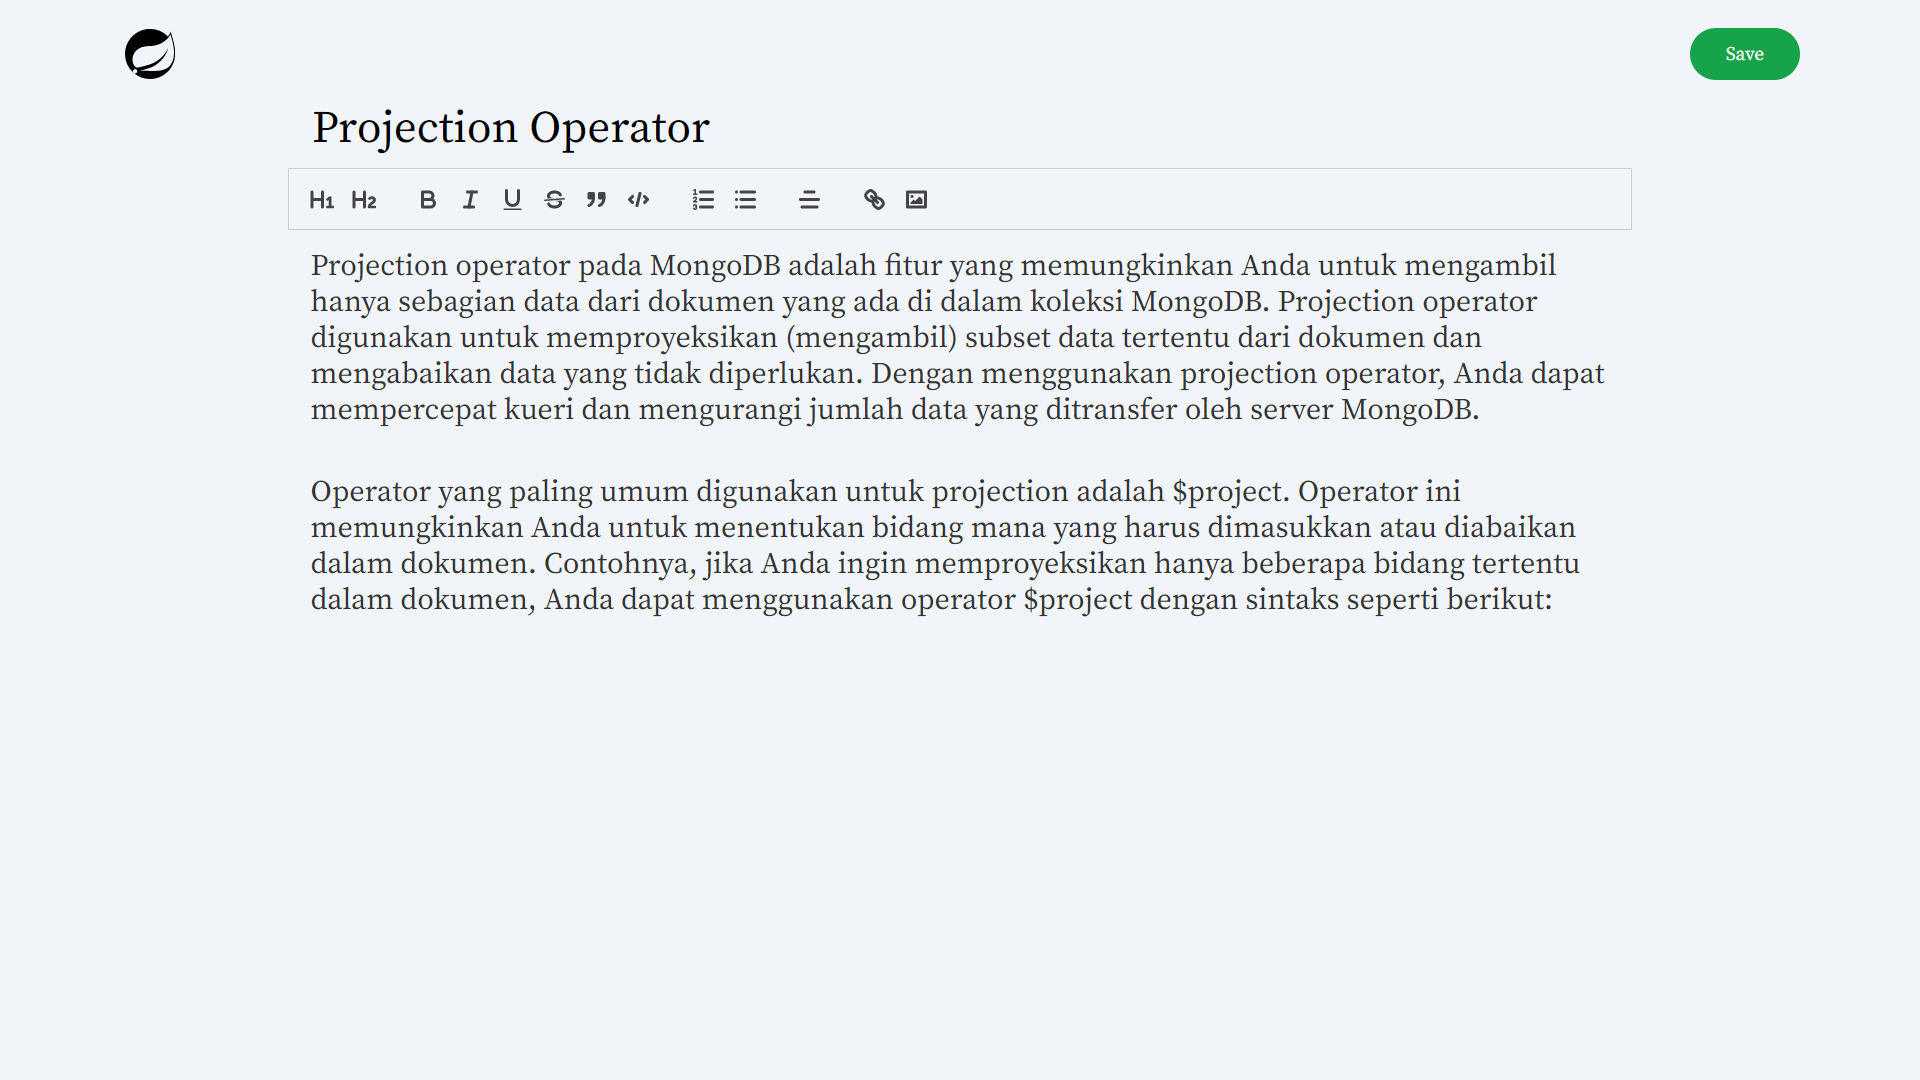 Save
Projection Operator
H1 H2 B I U S
Projection operator pada MongoDB adalah fitur yang memungkinkan Anda untuk mengambil
hanya sebagian data dari dokumen yang ada di dalam koleksi MongoDB. Projection operator
digunakan untuk memproyeksikan (mengambil) subset data tertentu dari dokumen dan
mengabaikan data yang tidak diperlukan. Dengan menggunakan projection operator, Anda dapat
mempercepat kueri dan mengurangi jumlah data yang ditransfer oleh server MongoDB.
Operator yang paling umum digunakan untuk projection adalah $project. Operator ini
memungkinkan Anda untuk menentukan bidang mana yang harus dimasukkan atau diabaikan
dalam dokumen. Contohnya, jika Anda ingin memproyeksikan hanya beberapa bidang tertentu
dalam dokumen, Anda dapat menggunakan operator $project dengan sintaks seperti berikut: